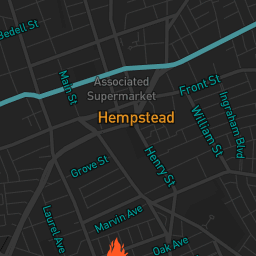 Bedell St
Main St
Associated
Supermarket
Front St
Hempstead
Ingraham Blvd
William St
Henry St
Grove St
Marvin Ave
Laurel Ave
Oak Ave